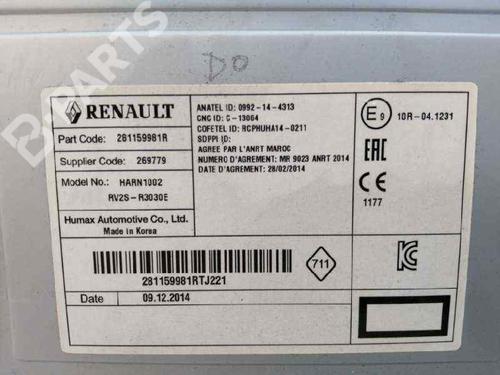 B-PARTS
DO
RENAULT
Part Code: 281159981R
Supplier Code: 269779
Model No.: HARN1002
RV2S-R3030E
Humax Automotive Co., Ltd.
Made in Korea
ANATEL ID: 0992-14-4313
CNC ID: C-13064
COFETEL ID: RCPHUHA14-0211
SDPPI ID:
AGREE PAR L'ANRT MAROC
NUMERO D'AGREMENT: MR 9023 ANRT 2014
DATE D'AGREMENT: 28/02/2014
E9 10R-04.1231
EAC
CE
1177
281159981RTJ221
711
Date 09.12.2014